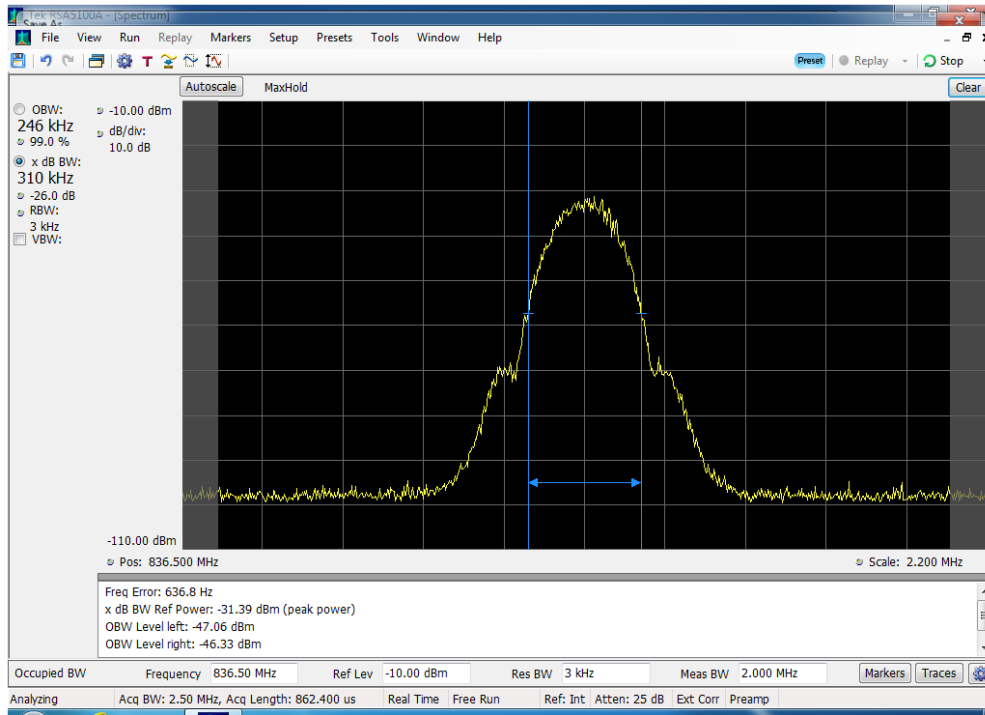 Tek RSA5100A - [Spectrum]
Save As
File View Run Replay Markers Setup Presets Tools Window Help
Preset Replay Stop
Autoscale MaxHold Clear
OBW:
246 kHz
99.0 %
x dB BW:
310 kHz
-26.0 dB
RBW:
3 kHz
VBW:
-10.00 dBm
dB/div:
10.0 dB
-110.00 dBm
Pos: 836.500 MHz Scale: 2.200 MHz
Freq Error: 636.8 Hz
x dB BW Ref Power: -31.39 dBm (peak power)
OBW Level left: -47.06 dBm
OBW Level right: -46.33 dBm
Occupied BW Frequency 836.50 MHz Ref Lev -10.00 dBm Res BW 3 kHz Meas BW 2.000 MHz Markers Traces
Analyzing Acq BW: 2.50 MHz, Acq Length: 862.400 us Real Time Free Run Ref: Int Atten: 25 dB Ext Corr Preamp